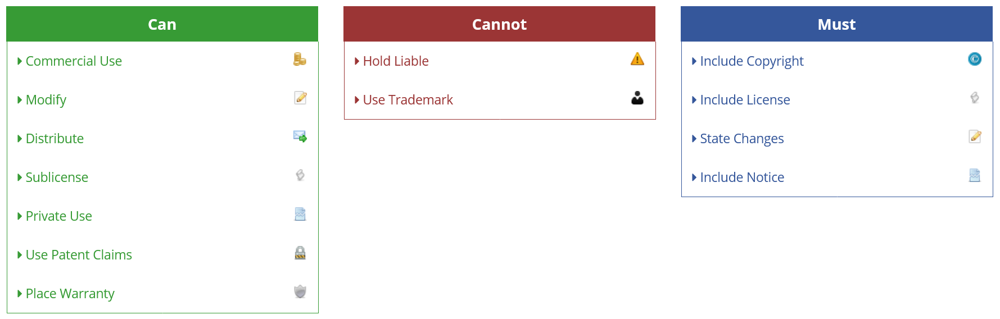 Can
Commercial Use
Modify
Distribute
Sublicense
Private Use
Use Patent Claims
Place Warranty
Cannot
Hold Liable
Use Trademark
Must
Include Copyright
Include License
State Changes
Include Notice